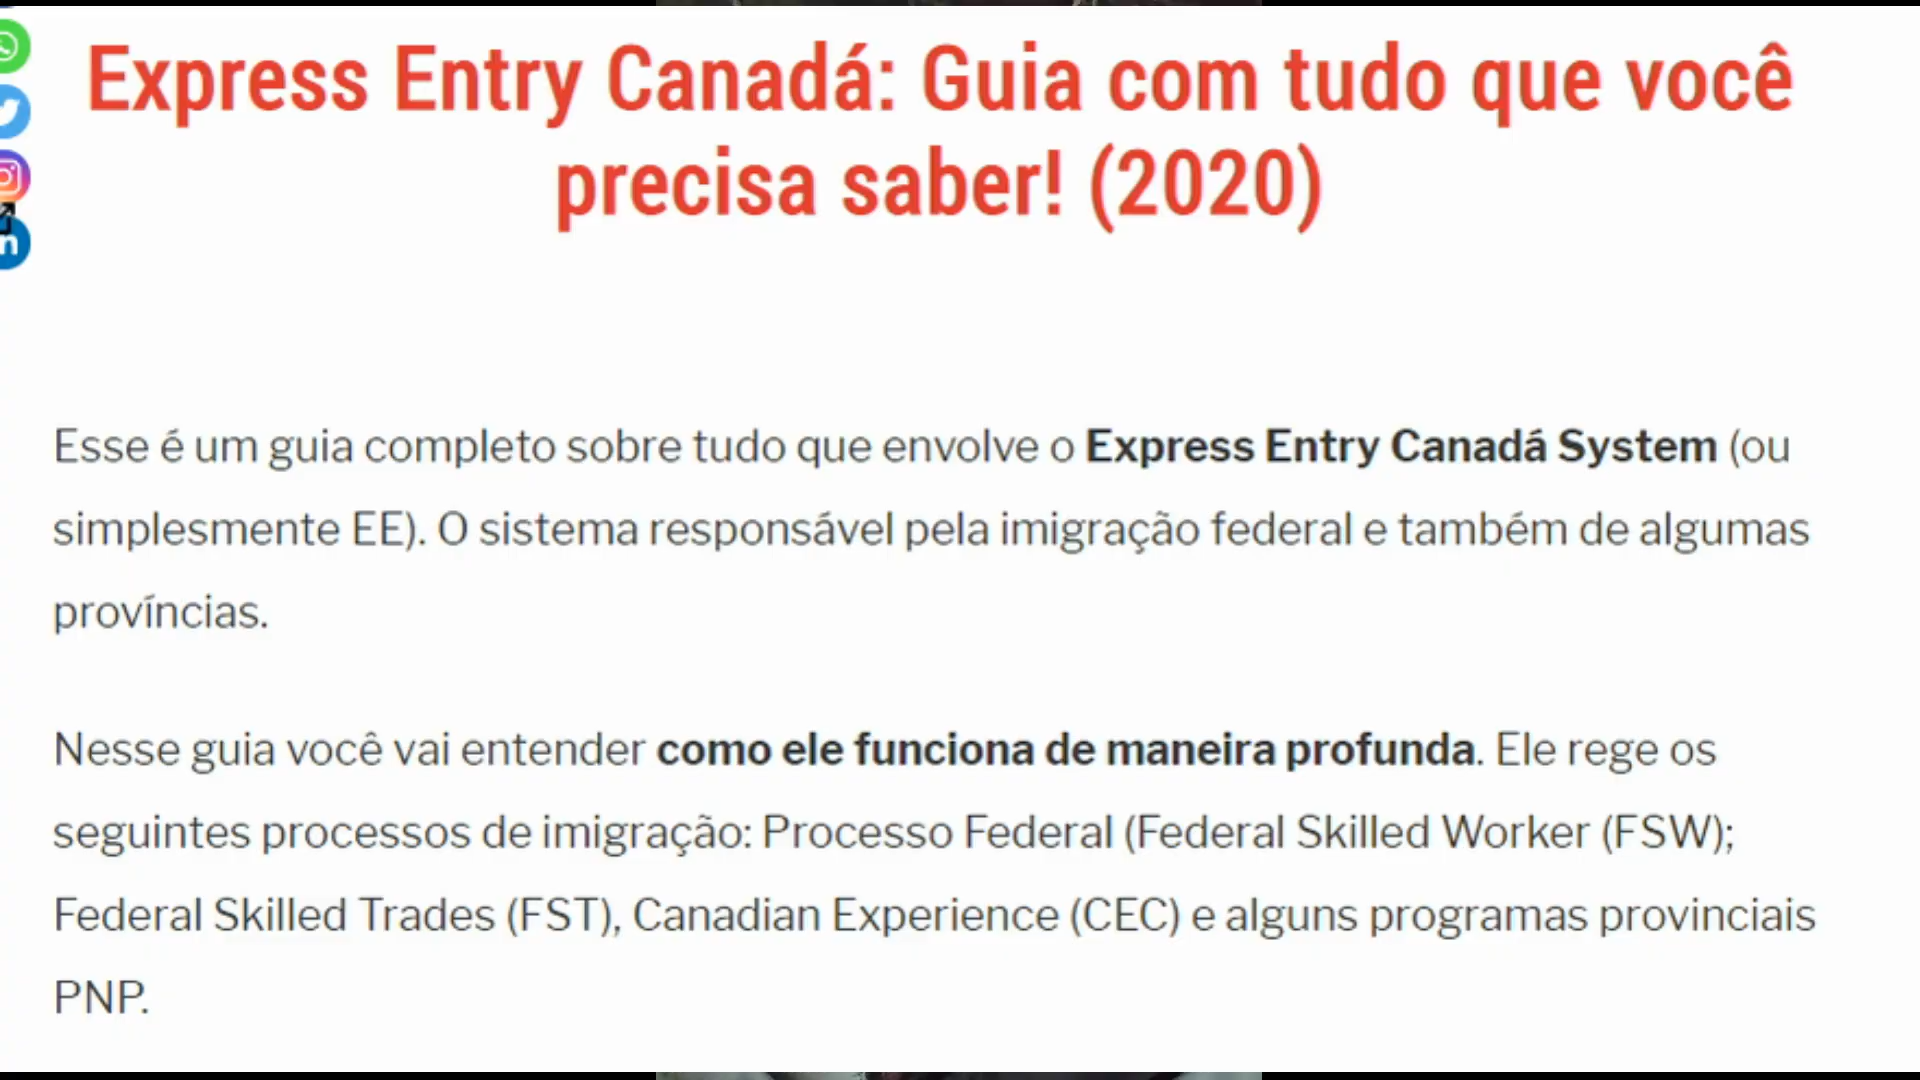 Express Entry Canadá: Guia com tudo que você
precisa saber! (2020)
Esse é um guia completo sobre tudo que envolve o Express Entry Canadá System (ou
simplesmente EE). O sistema responsável pela imigração federal e também de algumas
províncias.
Nesse guia você vai entender como ele funciona de maneira profunda. Ele rege os
seguintes processos de imigração: Processo Federal (Federal Skilled Worker (FSW);
Federal Skilled Trades (FST), Canadian Experience (CEC) e alguns programas provinciais
PNP.